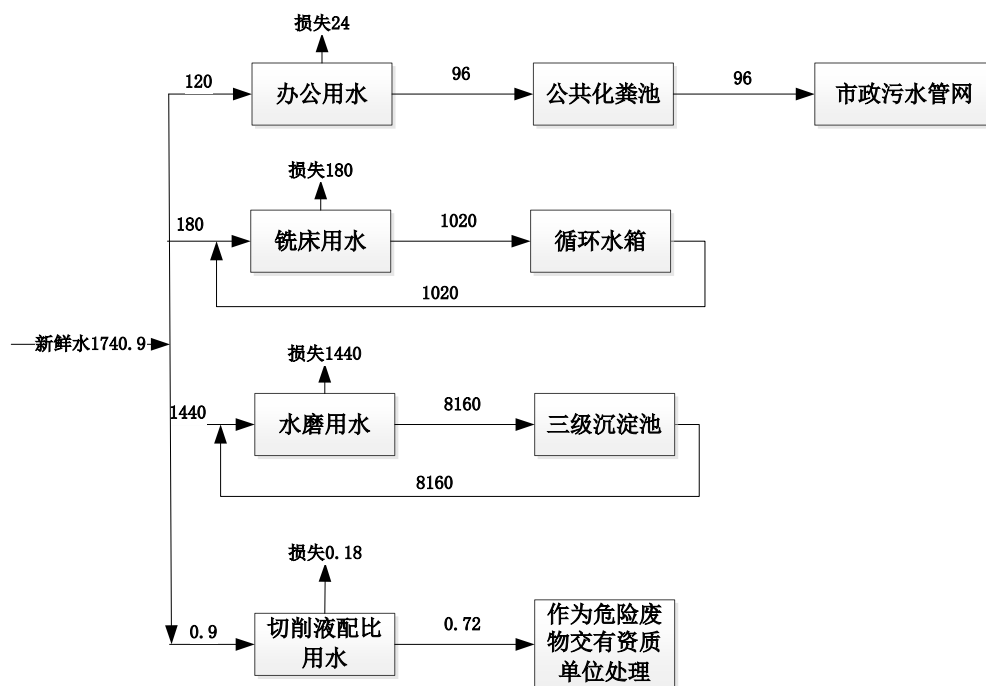 损失24
120
办公用水
96
公共化粪池
96
市政污水管网
损失180
180
铣床用水
1020
循环水箱
1020
新鲜水1740.9
损失1440
1440
水磨用水
8160
三级沉淀池
8160
损失0.18
0.9
切削液配比
用水
0.72
作为危险废
物交有资质
单位处理